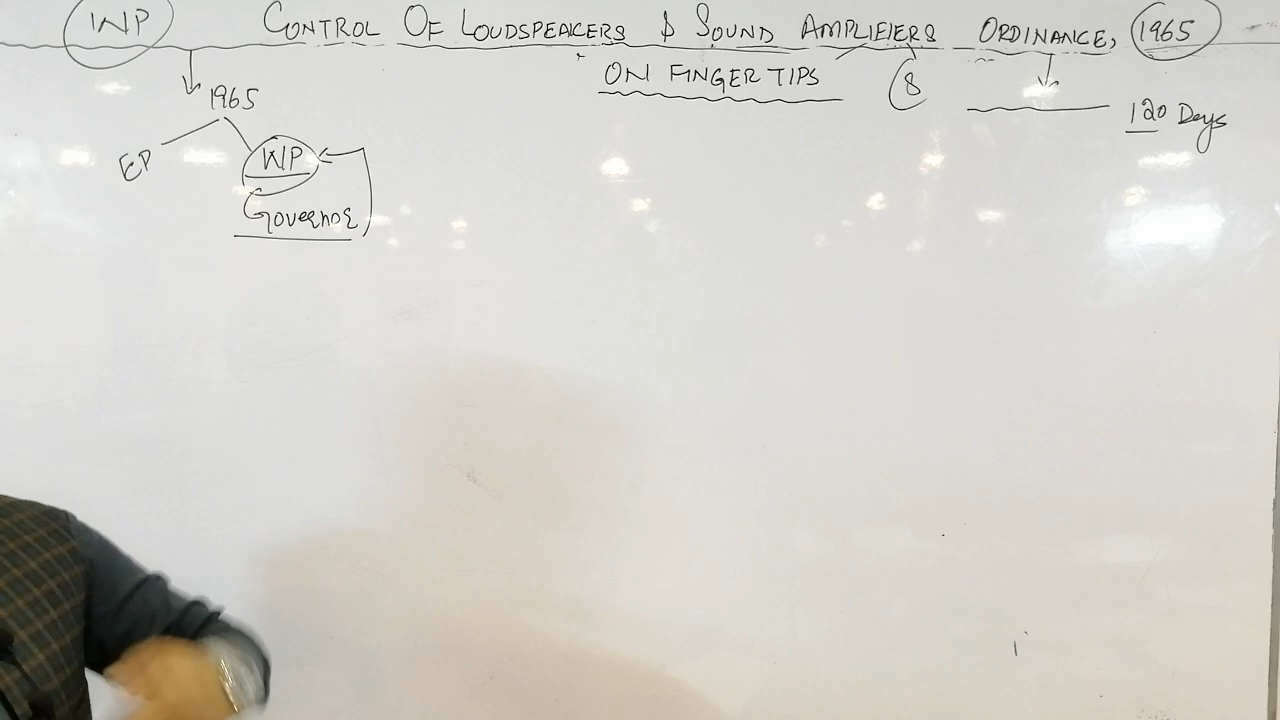 WP CONTROL OF LOUDSPEAKERS & SOUND AMPLIFIERS ORDINANCE, 1965
ON FINGER TIPS
8
120 Days
1965
EP
WP
Governor